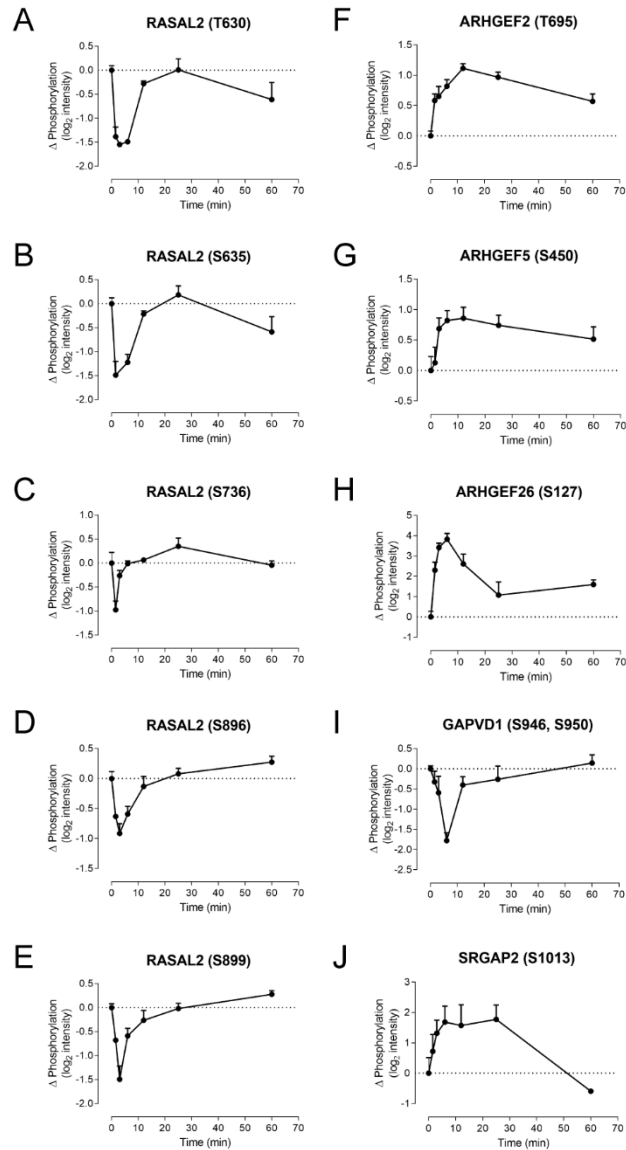 A
RASAL2 (T630)
Δ Phosphorylation
(log2 intensity)
0.5
0.0
-0.5
-1.0
-1.5
-2.0
0 10 20 30 40 50 60 70
Time (min)
B
RASAL2 (S635)
Δ Phosphorylation
(log2 intensity)
0.5
0.0
-0.5
-1.0
-1.5
-2.0
0 10 20 30 40 50 60 70
Time (min)
C
RASAL2 (S736)
Δ Phosphorylation
(log2 intensity)
1.0
0.5
0.0
-0.5
-1.0
-1.5
0 10 20 30 40 50 60 70
Time (min)
D
RASAL2 (S896)
Δ Phosphorylation
(log2 intensity)
0.5
0.0
-0.5
-1.0
-1.5
0 10 20 30 40 50 60 70
Time (min)
E
RASAL2 (S899)
Δ Phosphorylation
(log2 intensity)
0.5
0.0
-0.5
-1.0
-1.5
-2.0
0 10 20 30 40 50 60 70
Time (min)
F
ARHGEF2 (T695)
Δ Phosphorylation
(log2 intensity)
1.5
1.0
0.5
0.0
-0.5
0 10 20 30 40 50 60 70
Time (min)
G
ARHGEF5 (S450)
Δ Phosphorylation
(log2 intensity)
1.5
1.0
0.5
0.0
-0.5
0 10 20 30 40 50 60 70
Time (min)
H
ARHGEF26 (S127)
Δ Phosphorylation
(log2 intensity)
5
4
3
2
1
0
-1
0 10 20 30 40 50 60 70
Time (min)
I
GAPVD1 (S946, S950)
Δ Phosphorylation
(log2 intensity)
0.5
0.0
-0.5
-1.0
-1.5
-2.0
-2.5
0 10 20 30 40 50 60 70
Time (min)
J
SRGAP2 (S1013)
Δ Phosphorylation
(log2 intensity)
3
2
1
0
-1
0 10 20 30 40 50 60 70
Time (min)